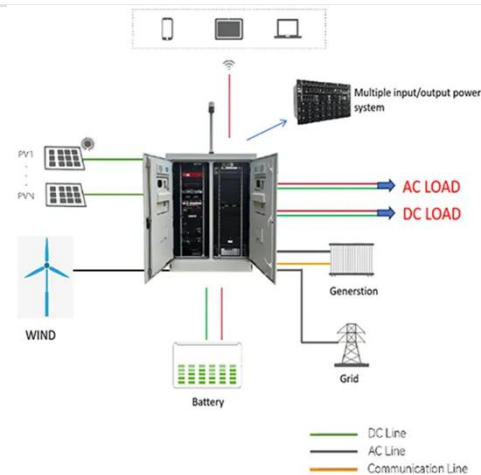 Multiple input/output power
system
PV1
PVN
AC LOAD
DC LOAD
Generstion
WIND
Grid
Battery
DC Line
AC Line
Communication Line